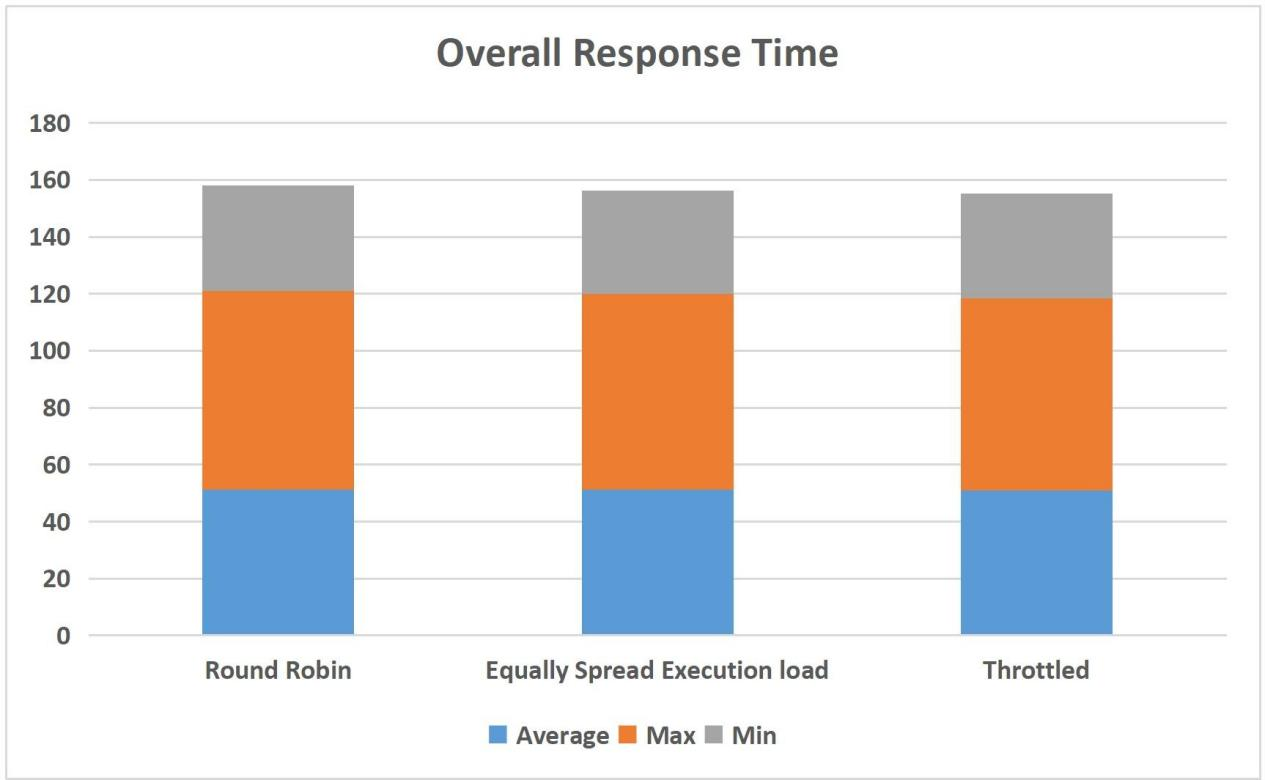 Overall Response Time
180
160
140
120
100
80
60
40
20
0
Round Robin
Equally Spread Execution load
Throttled
Average Max Min